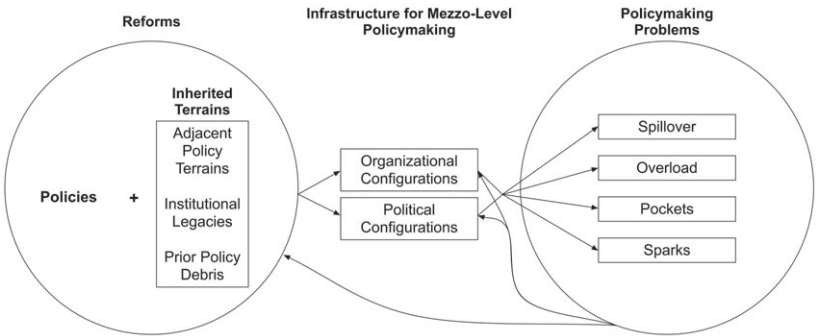 Reforms
Infrastructure for Mezzo-Level
Policymaking
Policymaking
Problems
Inherited
Terrains
Adjacent
Policy
Terrains
Institutional
Legacies
Prior Policy
Debris
Policies +
Organizational
Configurations
Political
Configurations
Spillover
Overload
Pockets
Sparks